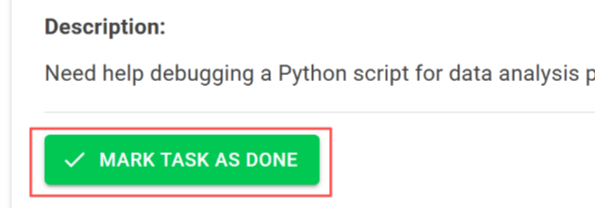 Description:
Need help debugging a Python script for data analysis p
MARK TASK AS DONE